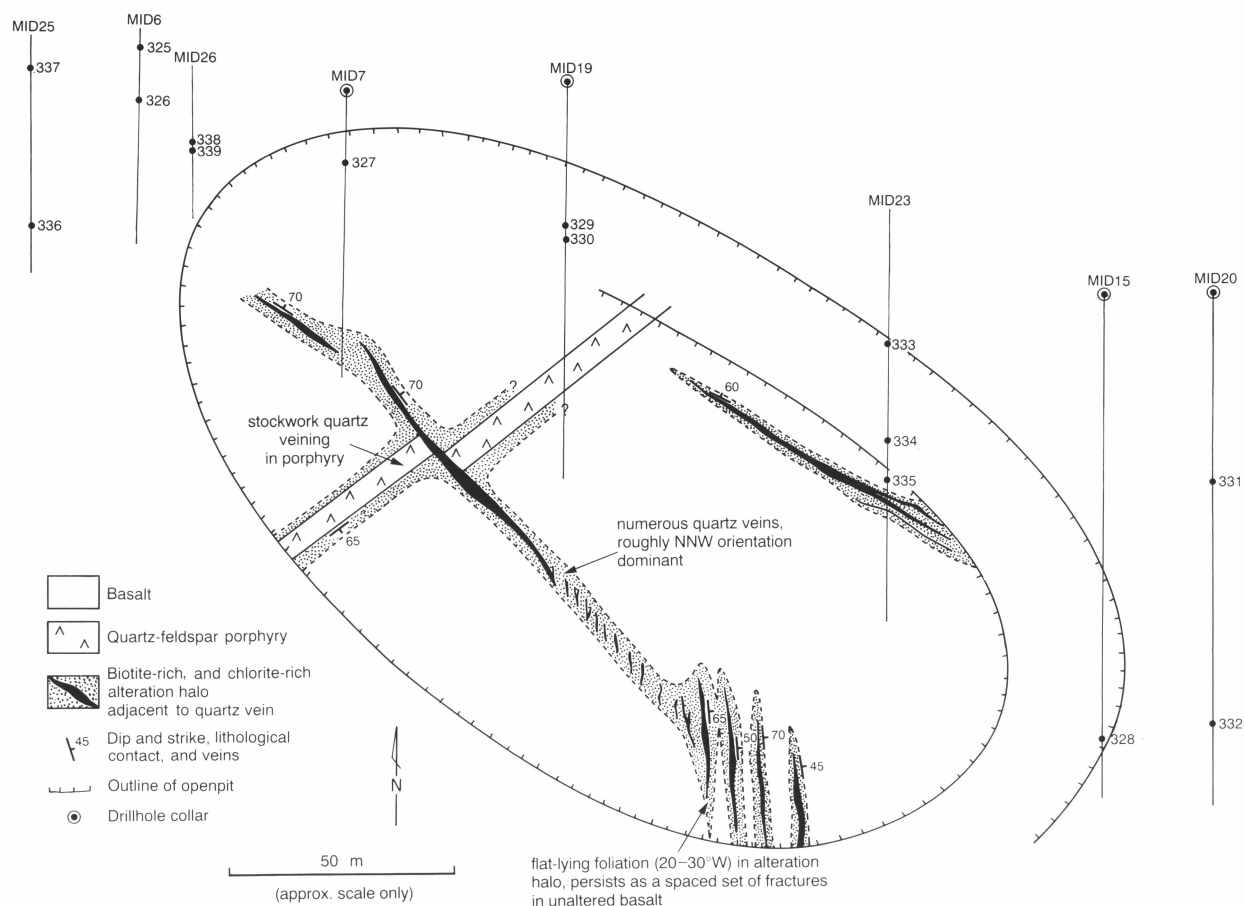 MID25
MID6
325
337
MID26
326
338
339
336
MID7
327
MID19
329
330
MID23
333
334
335
MID15
328
MID20
331
332
70
70
60
?
?
stockwork quartz
veining
in porphyry
65
numerous quartz veins,
roughly NNW orientation
dominant
65
50
70
45
Basalt
Quartz-feldspar porphyry
Biotite-rich, and chlorite-rich
alteration halo
adjacent to quartz vein
45
Dip and strike, lithological
contact, and veins
Outline of openpit
Drillhole collar
N
50 m
(approx. scale only)
flat-lying foliation (20–30°W) in alteration
halo, persists as a spaced set of fractures
in unaltered basalt